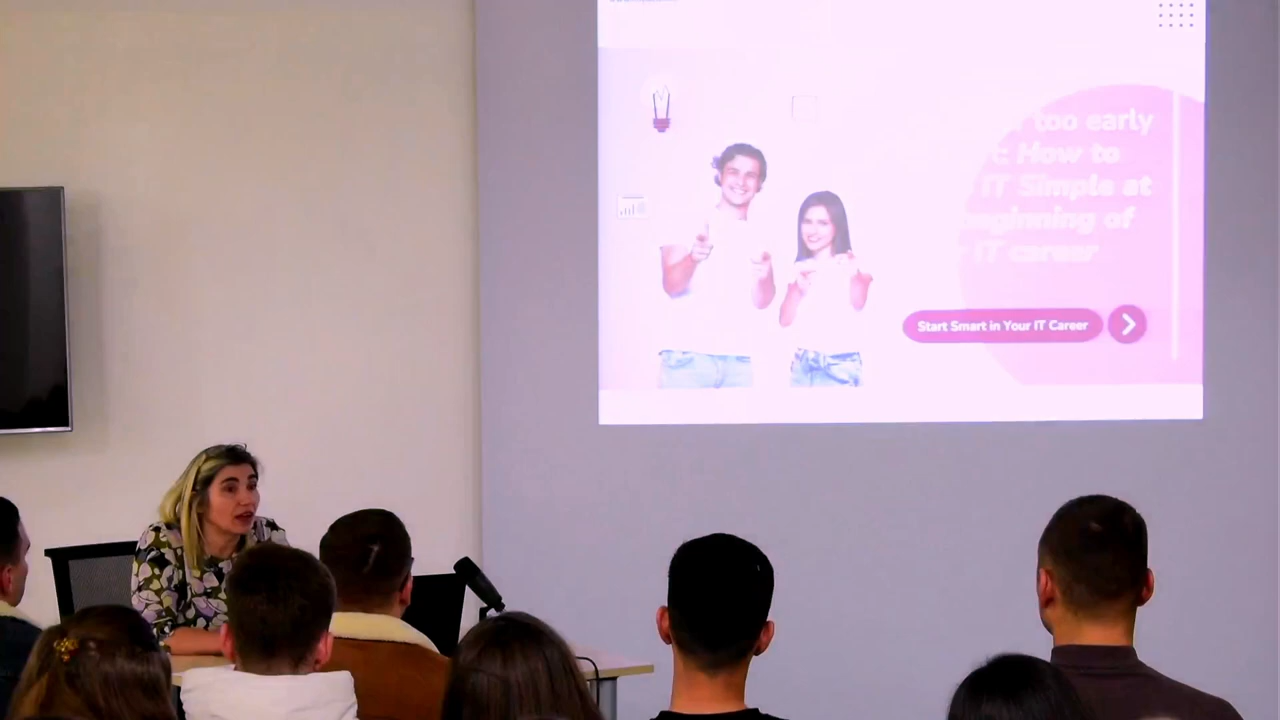 too early
How to
IT Simple at
beginning of
IT career
Start Smart in Your IT Career